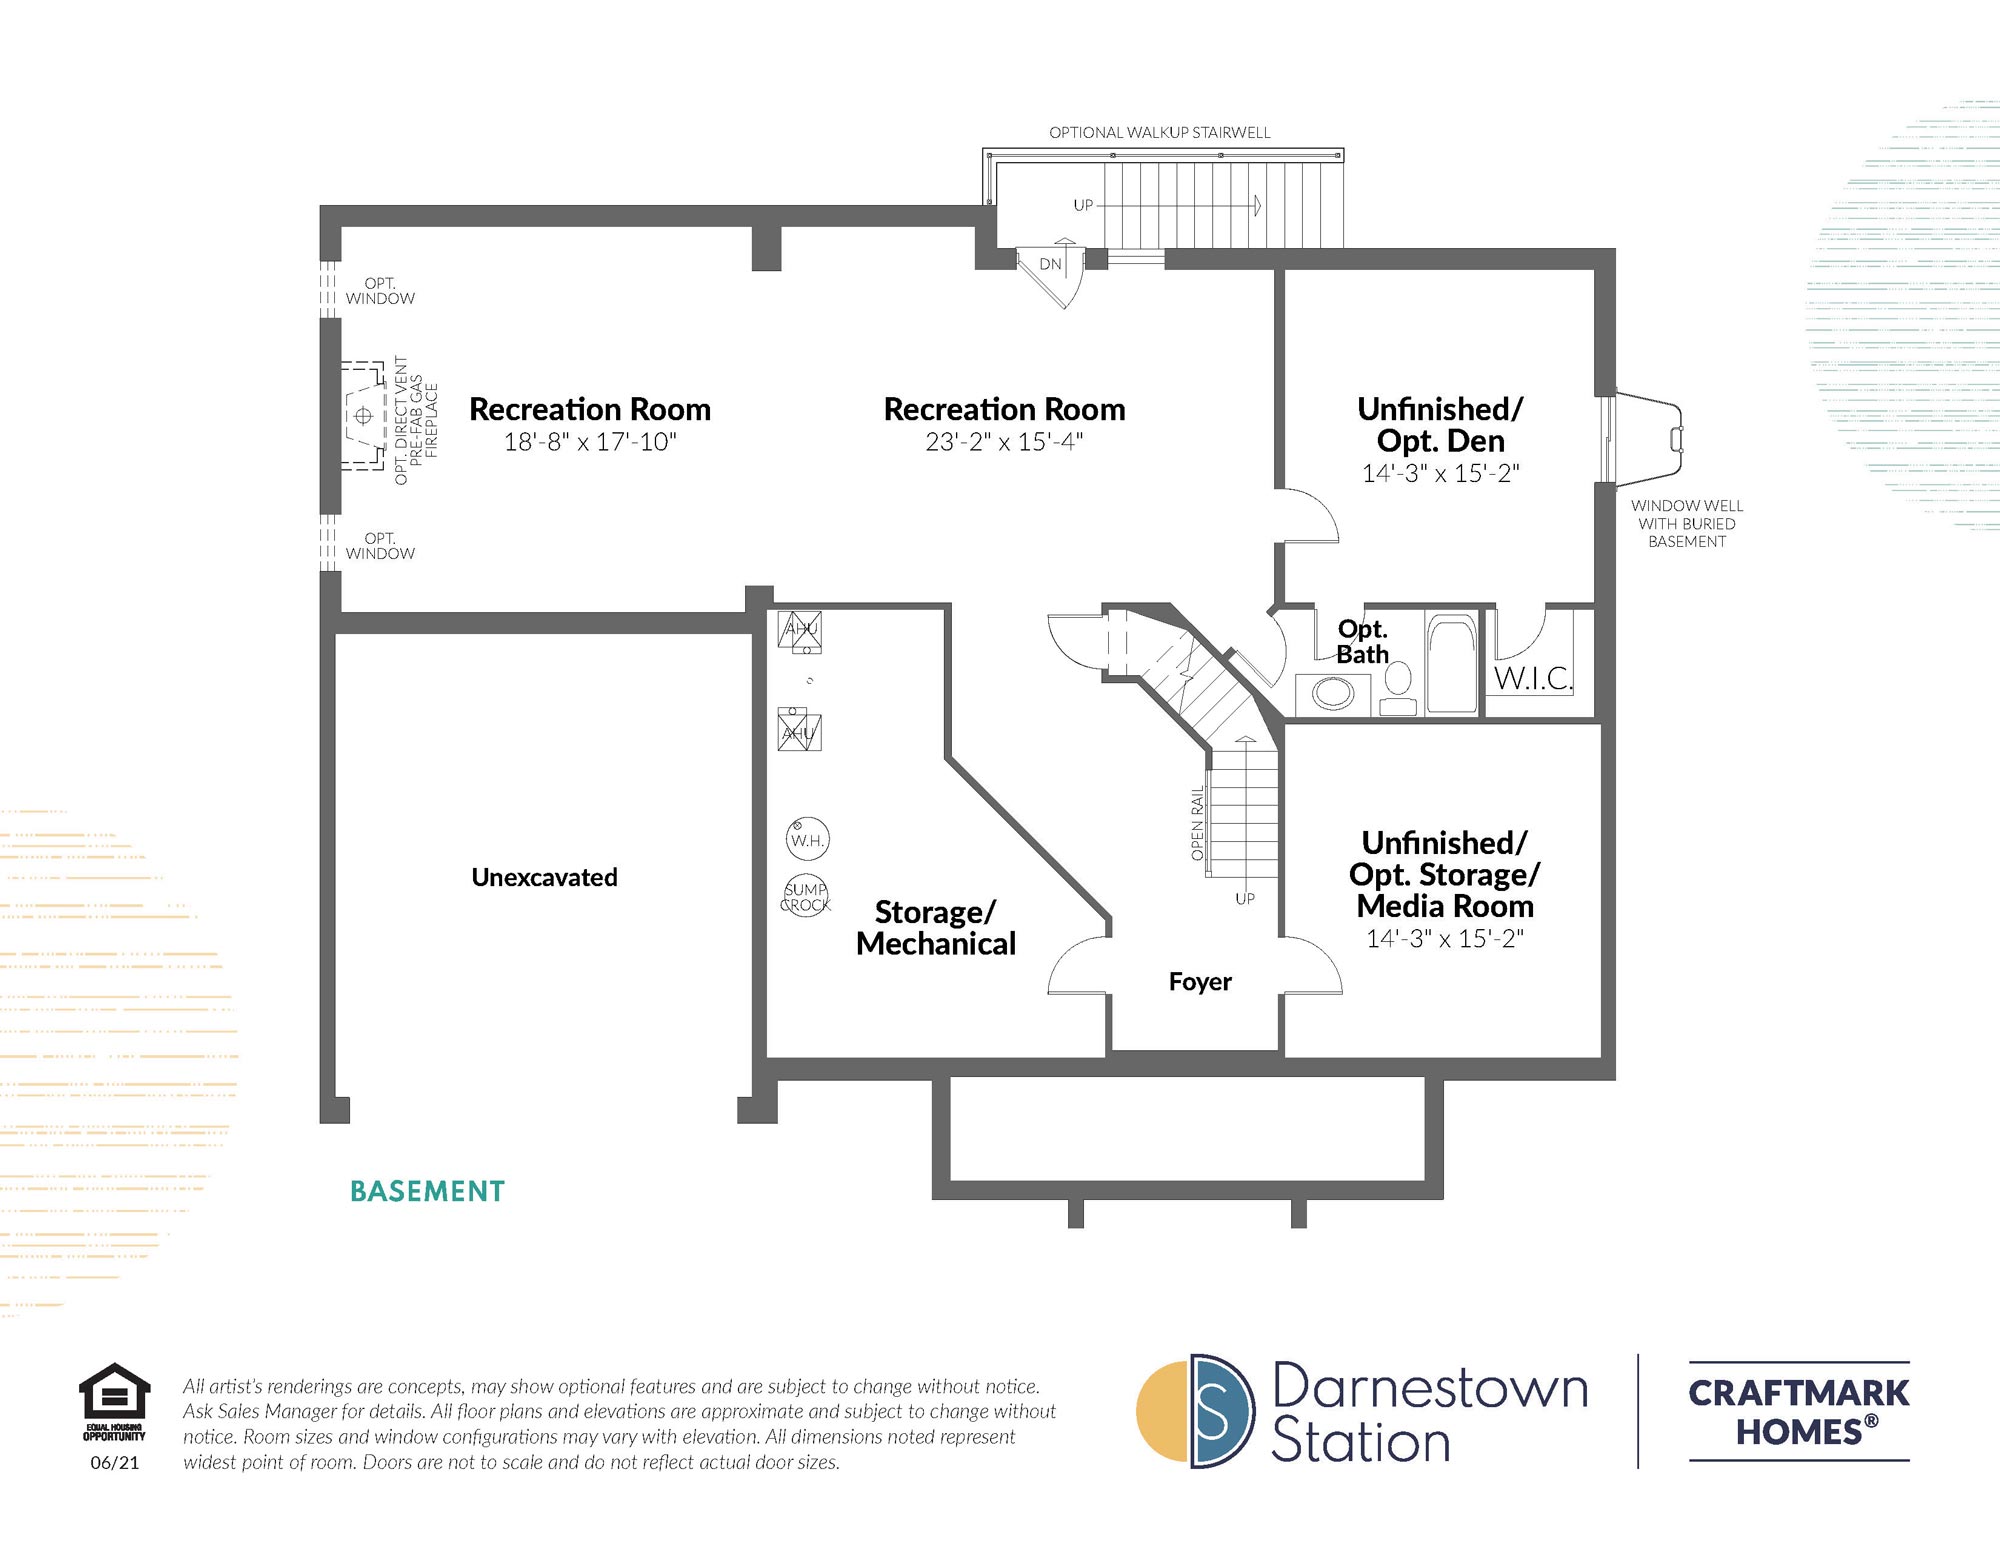 OPTIONAL WALKUP STAIRWELL
UP
DN
OPT.
WINDOW
OPT. DIRECT VENT
PRE-FAB GAS
FIREPLACE
OPT.
WINDOW
Recreation Room
18'-8" x 17'-10"
Recreation Room
23'-2" x 15'-4"
Unfinished/
Opt. Den
14'-3" x 15'-2"
WINDOW WELL
WITH BURIED
BASEMENT
AHU
AHU
W.H.
SUMP
CROCK
Opt.
Bath
W.I.C.
OPEN RAIL
UP
Unexcavated
Storage/
Mechanical
Foyer
Unfinished/
Opt. Storage/
Media Room
14'-3" x 15'-2"
BASEMENT
EQUAL HOUSING
OPPORTUNITY
06/21
All artist's renderings are concepts, may show optional features and are subject to change without notice.
Ask Sales Manager for details. All floor plans and elevations are approximate and subject to change without
notice. Room sizes and window configurations may vary with elevation. All dimensions noted represent
widest point of room. Doors are not to scale and do not reflect actual door sizes.
DS
Darnestown
Station
CRAFTMARK
HOMES®